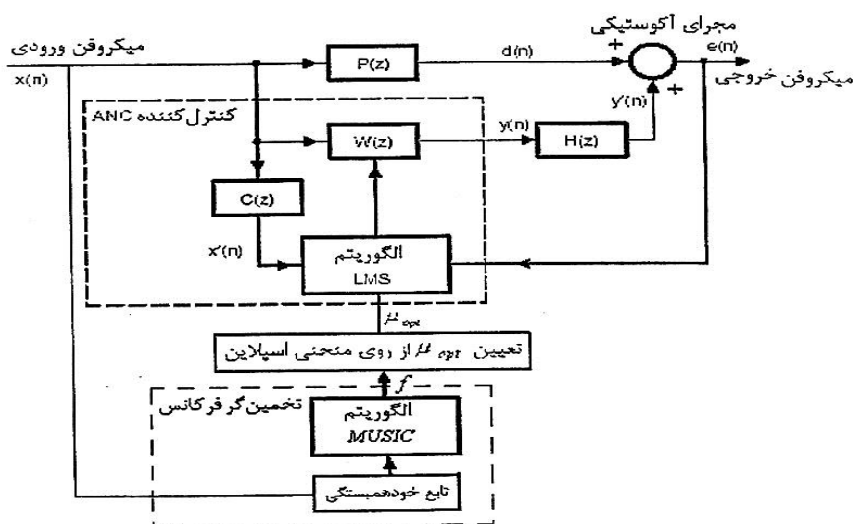 مجرای آکوستیکی
میکروفن ورودی
x(n)
P(z)
d(n)
+
e(n)
میکروفن خروجی
y'(n)
+
کنترل‌کننده ANC
W(z)
y(n)
H(z)
C(z)
x'(n)
الگوریتم
LMS
μ opt
تعیین μ opt از روی منحنی اسپلاین
f
تخمین‌گر فرکانس
الگوریتم
MUSIC
تابع خودهمبستگی